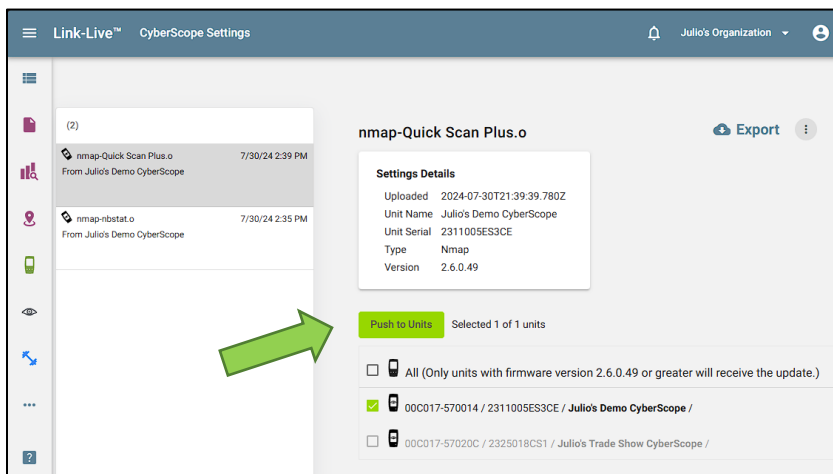 Link-Live™ CyberScope Settings Julio's Organization
(2)
nmap-Quick Scan Plus.o 7/30/24 2:39 PM
From Julio's Demo CyberScope
nmap-nbstat.o 7/30/24 2:35 PM
From Julio's Demo CyberScope
nmap-Quick Scan Plus.o Export
Settings Details
Uploaded 2024-07-30T21:39:39.780Z
Unit Name Julio's Demo CyberScope
Unit Serial 2311005ES3CE
Type Nmap
Version 2.6.0.49
Push to Units Selected 1 of 1 units
All (Only units with firmware version 2.6.0.49 or greater will receive the update.)
00C017-570014 / 2311005ES3CE / Julio's Demo CyberScope /
00C017-57020C / 2325018CS1 / Julio's Trade Show CyberScope /
?